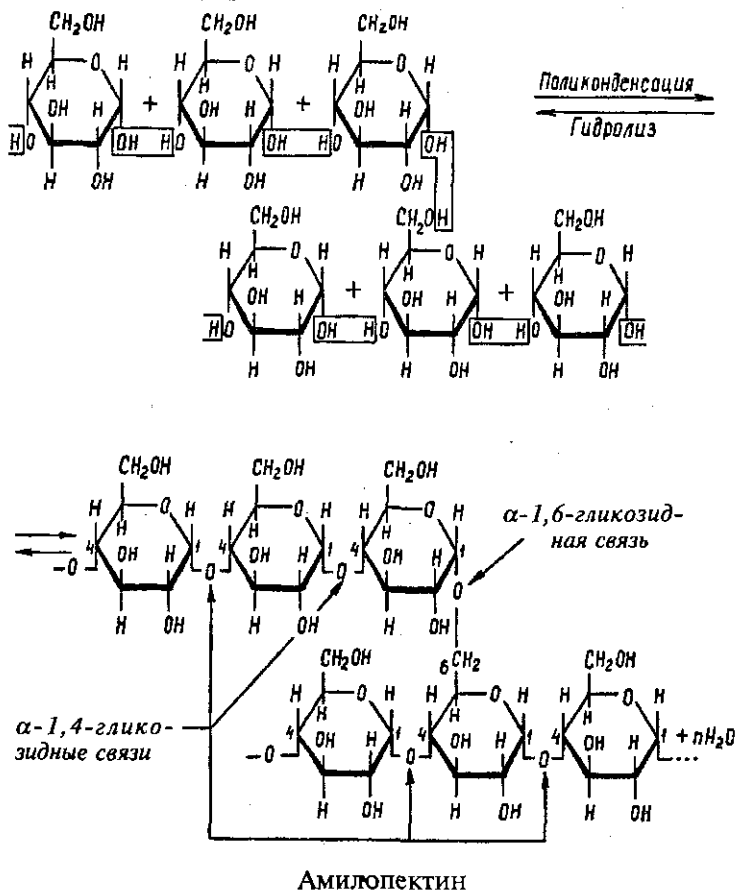 CH₂OH CH₂OH CH₂OH
H O H H O H H O H
H H H
OH H + OH H + OH H
Поликонденсация
Гидролиз
H O OH H O OH H O OH
H OH H OH H OH
CH₂OH CH₂OH CH₂OH
H O H H O H H O H
H H H
OH H + OH H + OH H
H O OH H O OH H O OH
H OH H OH H OH
CH₂OH CH₂OH CH₂OH
H O H H O H H O H
α-1,6-гликозид-
ная связь
H H H
4 OH H 1 4 OH H 1 4 OH H 1
-O O O O
H OH H OH H OH
CH₂OH 6CH₂ CH₂OH
H O H H O H H O H
α-1,4-глико-
зидные связи
H H H
4 OH H 1 4 OH H 1 4 OH H 1 + nH₂O
-O O O ...
H OH H OH H OH
Амилопектин